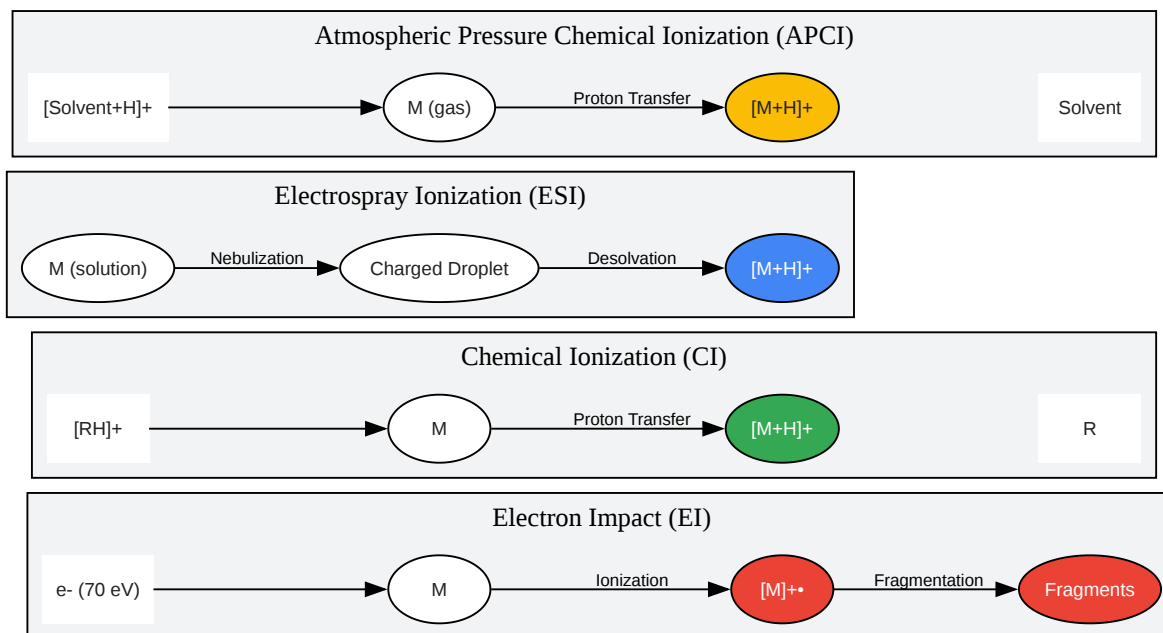 Atmospheric Pressure Chemical Ionization (APCI)
[Solvent+H]+
M (gas)
Proton Transfer
[M+H]+
Solvent
Electrospray Ionization (ESI)
M (solution)
Nebulization
Charged Droplet
Desolvation
[M+H]+
Chemical Ionization (CI)
[RH]+
M
Proton Transfer
[M+H]+
R
Electron Impact (EI)
e- (70 eV)
M
Ionization
[M]+•
Fragmentation
Fragments